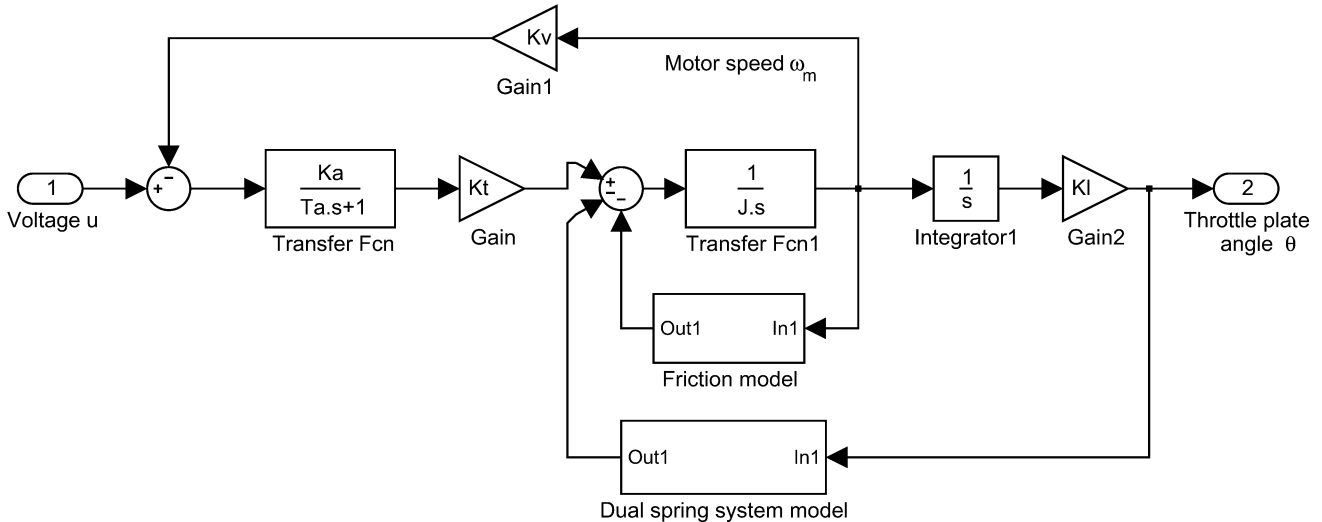 Kv
Gain1
Motor speed ωm
1
Voltage u
+ −
Ka
Ta.s+1
Transfer Fcn
Kt
Gain
+
−
−
1
J.s
Transfer Fcn1
1
s
Integrator1
Kl
Gain2
2
Throttle plate
angle θ
Out1 In1
Friction model
Out1 In1
Dual spring system model